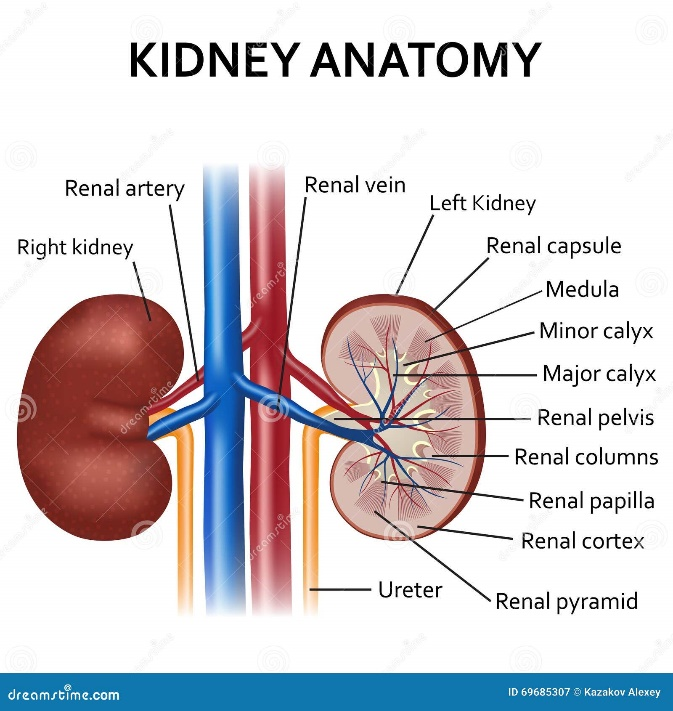 KIDNEY ANATOMY
Renal artery
Renal vein
Left Kidney
Right kidney
Renal capsule
Medula
Minor calyx
Major calyx
Renal pelvis
Renal columns
Renal papilla
Renal cortex
Ureter
Renal pyramid
dreamstime.com
ID 69685307 © Kazakov Alexey